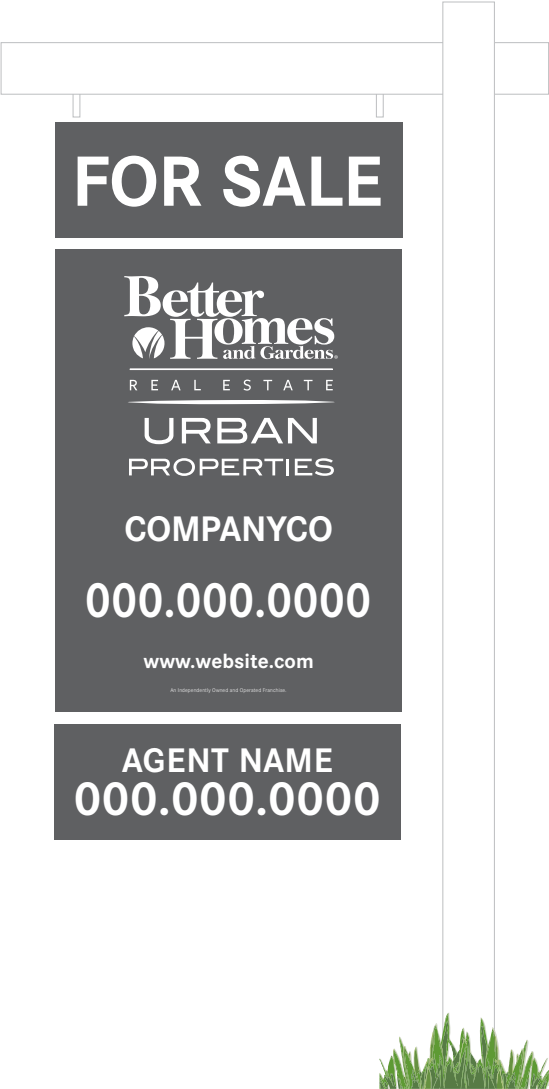 FOR SALE
Better
Homes
and Gardens®
REAL ESTATE
URBAN
PROPERTIES
COMPANYCO
000.000.0000
www.website.com
An Independently Owned and Operated Franchise.
AGENT NAME
000.000.0000